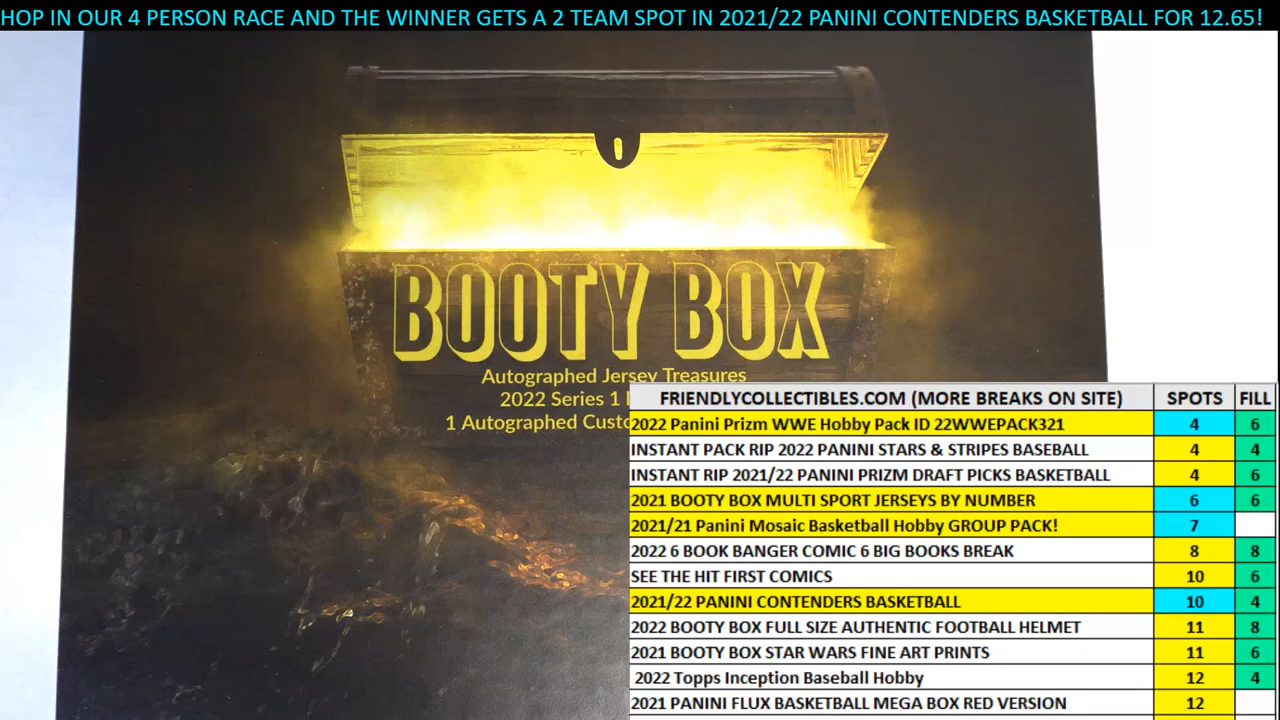 HOP IN OUR 4 PERSON RACE AND THE WINNER GETS A 2 TEAM SPOT IN 2021/22 PANINI CONTENDERS BASKETBALL FOR 12.65!
BOOTY BOX
Autographed Jersey Treasures
2022 Series 1
1 Autographed Custo
FRIENDLYCOLLECTIBLES.COM (MORE BREAKS ON SITE) SPOTS FILL
2022 Panini Prizm WWE Hobby Pack ID 22WWEPACK321 4 6
INSTANT PACK RIP 2022 PANINI STARS & STRIPES BASEBALL 4 4
INSTANT RIP 2021/22 PANINI PRIZM DRAFT PICKS BASKETBALL 4 6
2021 BOOTY BOX MULTI SPORT JERSEYS BY NUMBER 6 6
2021/21 Panini Mosaic Basketball Hobby GROUP PACK! 7
2022 6 BOOK BANGER COMIC 6 BIG BOOKS BREAK 8 8
SEE THE HIT FIRST COMICS 10 6
2021/22 PANINI CONTENDERS BASKETBALL 10 4
2022 BOOTY BOX FULL SIZE AUTHENTIC FOOTBALL HELMET 11 8
2021 BOOTY BOX STAR WARS FINE ART PRINTS 11 6
2022 Topps Inception Baseball Hobby 12 4
2021 PANINI FLUX BASKETBALL MEGA BOX RED VERSION 12